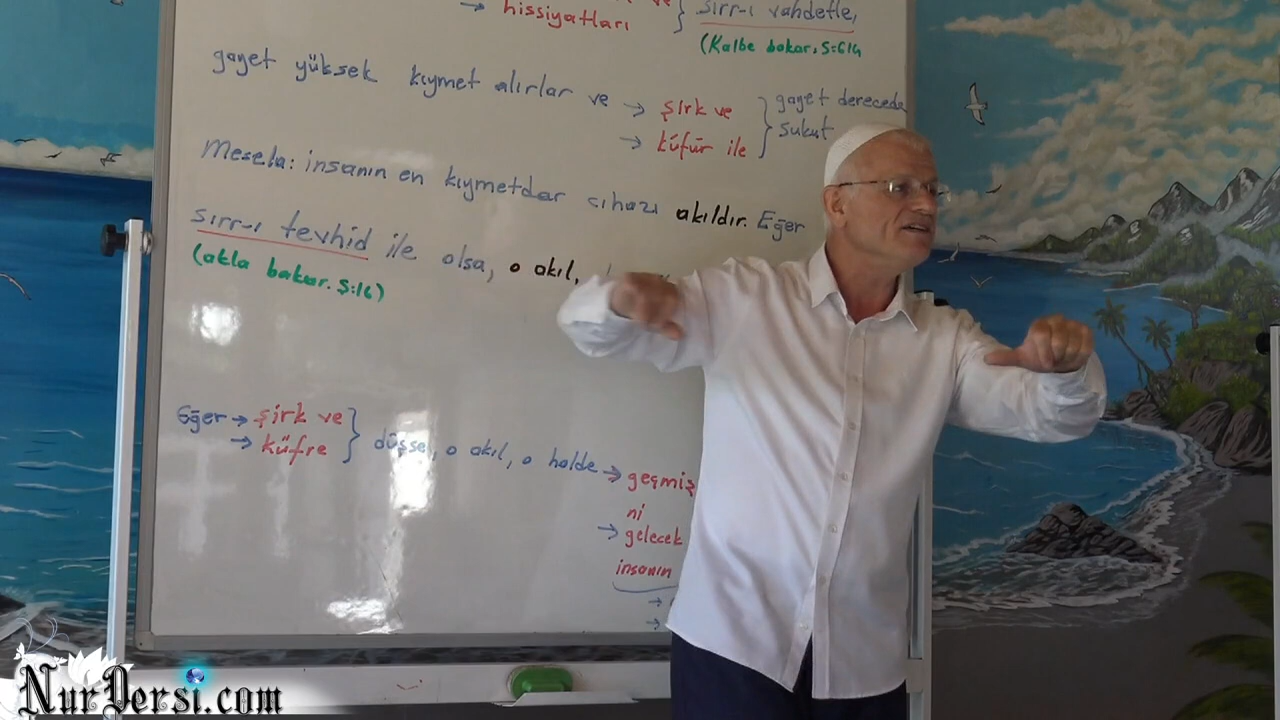 → hissiyatları } sırr-ı vahdetle,
(Kalbe bakar. Ş:614
gayet yüksek kıymet alırlar ve → şirk ve } gayet derecede
→ küfür ile } sukut
Mesela: insanın en kıymetdar cihazı akıldır. Eğer
sırr-ı tevhid ile olsa, o akıl,
(akla bakar. Ş:16)
Eğer → şirk ve }
→ küfre } düşse, o akıl, o halde → geçmiş
ni
→ gelecek
insanın
→
→
NurDersi.com